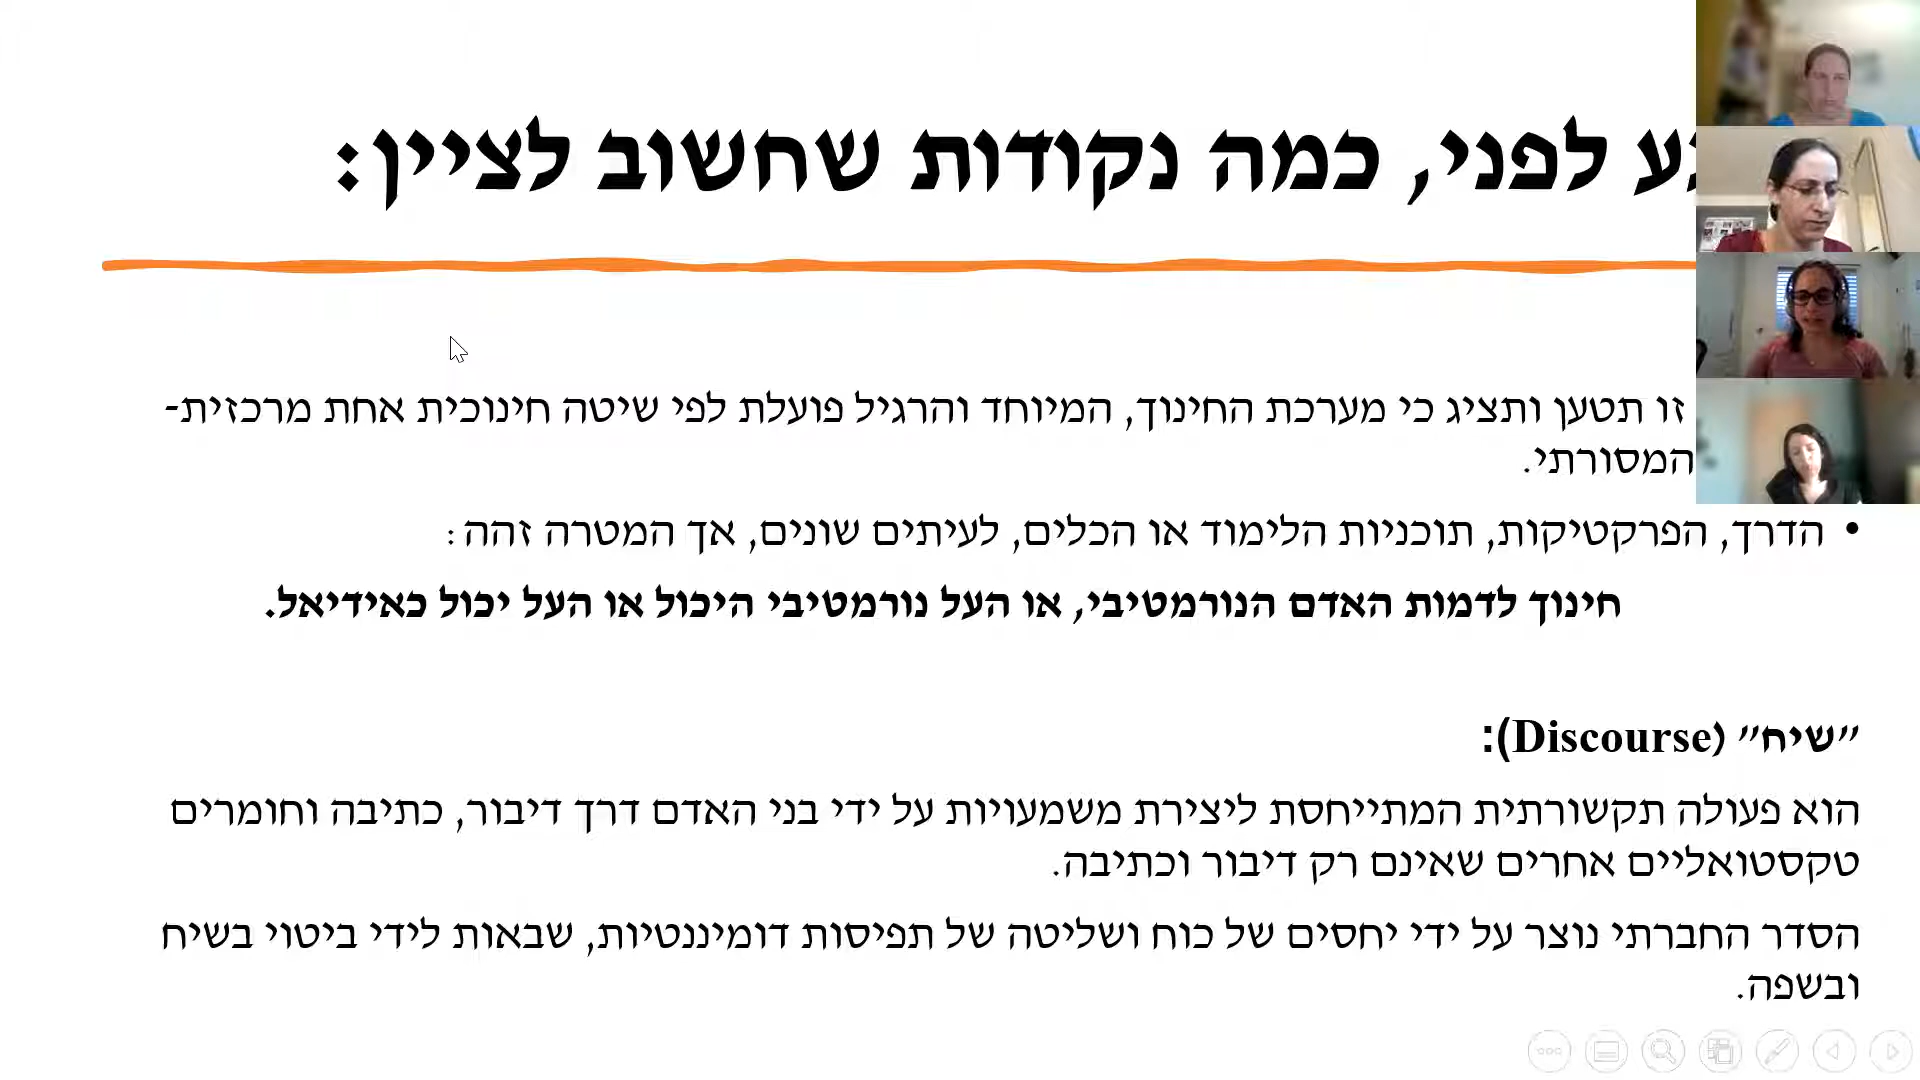 לפני, כמה נקודות שחשוב לציין:
זו תטען ותציג כי מערכת החינוך, המיוחד והרגיל פועלת לפי שיטה חינוכית אחת מרכזית-
המסורתי.
• הדרך, הפרקטיקות, תוכניות הלימוד או הכלים, לעיתים שונים, אך המטרה זהה:
חינוך לדמות האדם הנורמטיבי, או העל נורמטיבי היכול או העל יכול כאידיאל.
"שיח" (Discourse):
הוא פעולה תקשורתית המתייחסת ליצירת משמעויות על ידי בני האדם דרך דיבור, כתיבה וחומרים
טקסטואליים אחרים שאינם רק דיבור וכתיבה.
הסדר החברתי נוצר על ידי יחסים של כוח ושליטה של תפיסות דומיננטיות, שבאות לידי ביטוי בשיח
ובשפה.